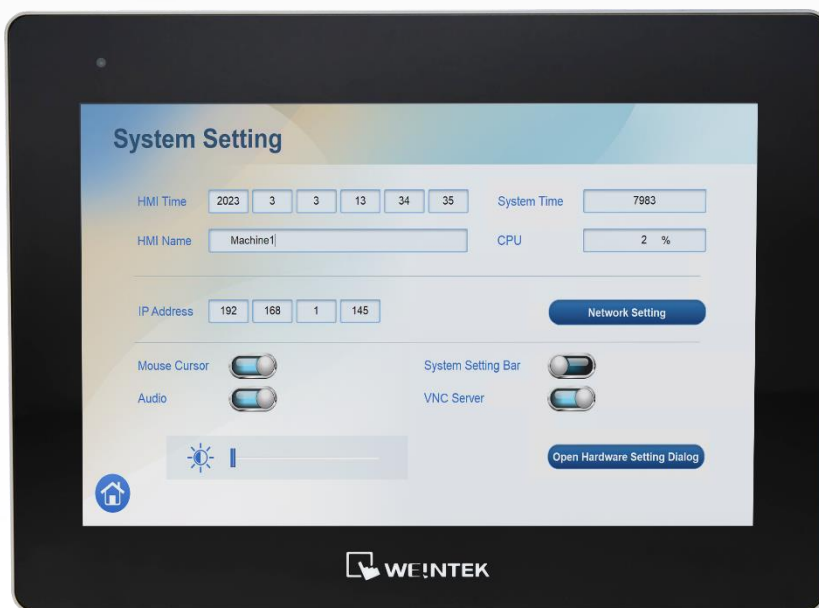 System Setting
HMI Time 2023 3 3 13 34 35 System Time 7983
HMI Name Machine1 CPU 2 %
IP Address 192 168 1 145 Network Setting
Mouse Cursor System Setting Bar
Audio VNC Server
Open Hardware Setting Dialog
WE!NTEK